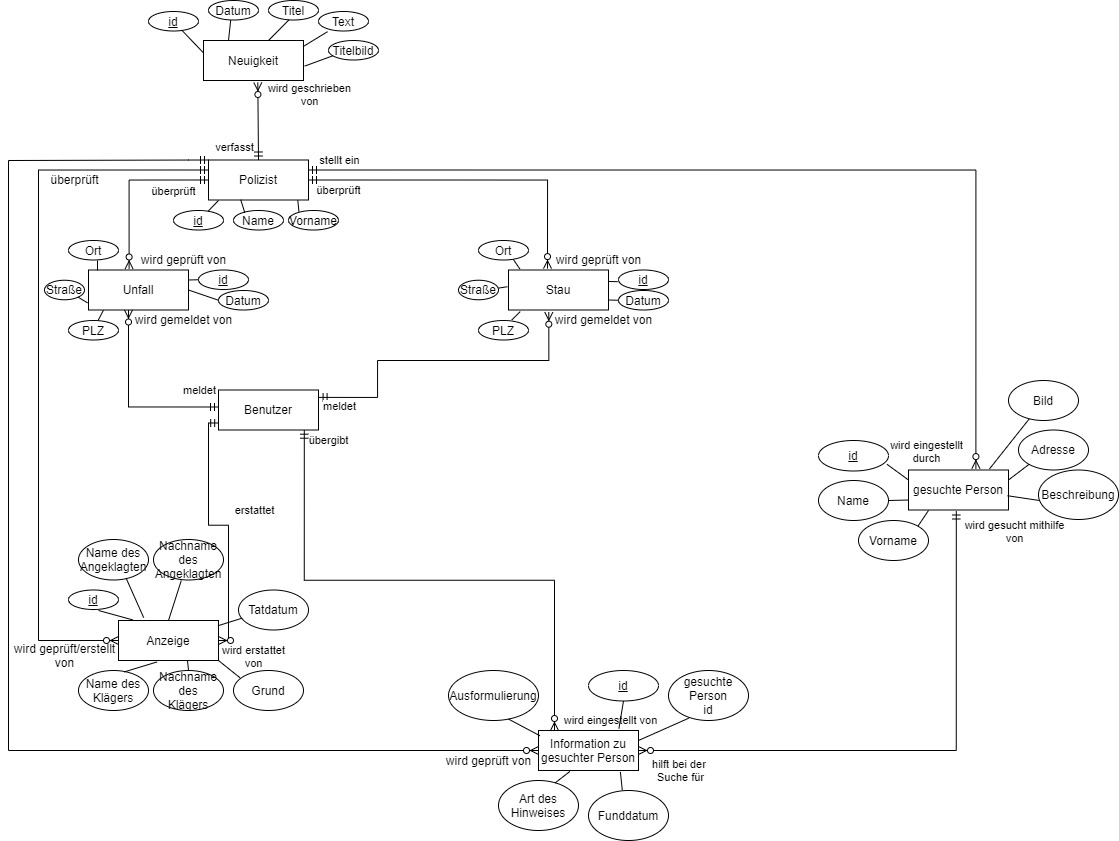 Datum
Titel
id
Text
Titelbild
Neuigkeit
wird geschrieben
von
verfasst
stellt ein
überprüft
Polizist
überprüft
überprüft
id
Name
Vorname
Ort
wird geprüft von
id
Straße
Unfall
Datum
PLZ
wird gemeldet von
Ort
wird geprüft von
id
Straße
Stau
Datum
PLZ
wird gemeldet von
meldet
Benutzer
meldet
übergibt
Bild
wird eingestellt
durch
id
Adresse
gesuchte Person
Beschreibung
Name
Vorname
wird gesucht mithilfe
von
erstattet
Name des
Angeklagten
Nachname
des
Angeklagten
id
Tatdatum
Anzeige
wird geprüft/erstellt
von
wird erstattet
von
Name des
Klägers
Nachname
des
Klägers
Grund
Ausformulierung
id
gesuchte
Person
id
wird eingestellt von
Information zu
gesuchter Person
wird geprüft von
hilft bei der
Suche für
Art des
Hinweises
Funddatum